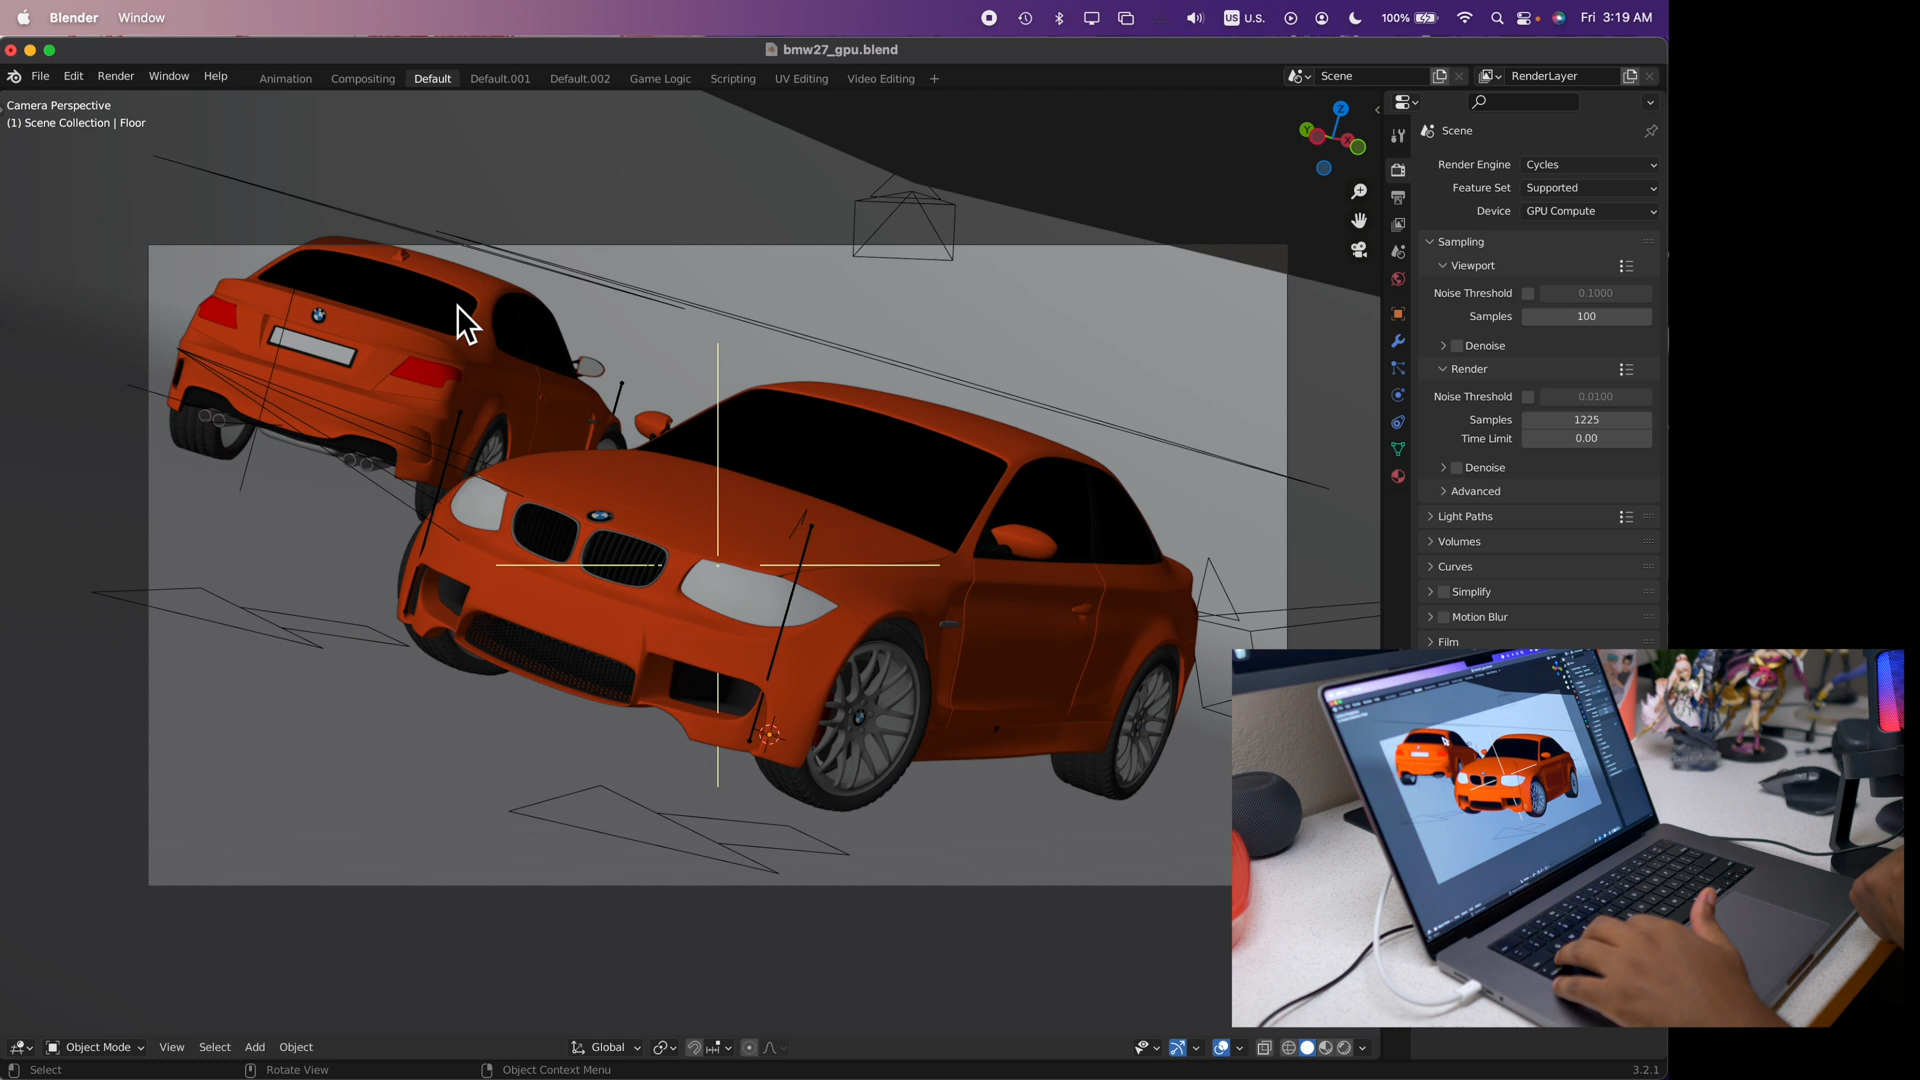 Blender Window
US U.S. 100% Fri 3:19 AM
bmw27_gpu.blend
File Edit Render Window Help Animation Compositing Default Default.001 Default.002 Game Logic Scripting UV Editing Video Editing + Scene RenderLayer
Camera Perspective
(1) Scene Collection | Floor
Z
Y
X
Scene
Render Engine Cycles
Feature Set Supported
Device GPU Compute
Sampling
Viewport
Noise Threshold 0.1000
Samples 100
Denoise
Render
Noise Threshold 0.0100
Samples 1225
Time Limit 0.00
Denoise
Advanced
Light Paths
Volumes
Curves
Simplify
Motion Blur
Film
Object Mode View Select Add Object Global
Select Rotate View Object Context Menu 3.2.1